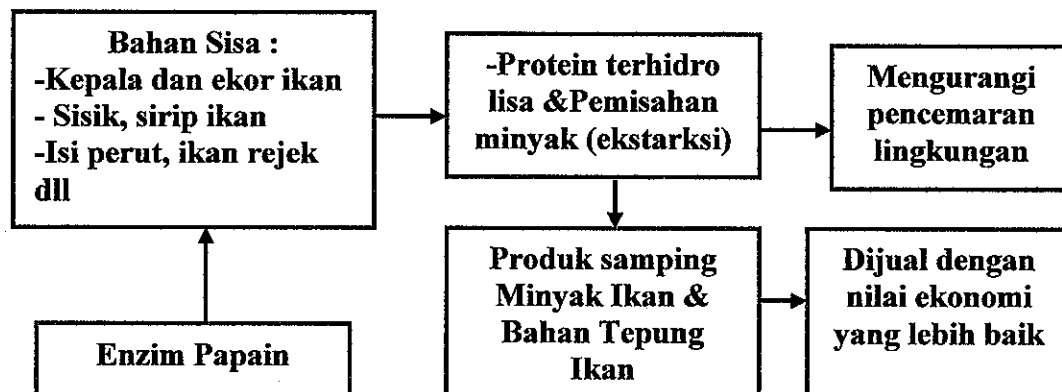 Bahan Sisa :
-Kepala dan ekor ikan
- Sisik, sirip ikan
-Isi perut, ikan rejek
dll
-Protein terhidro
lisa &Pemisahan
minyak (ekstarksi)
Mengurangi
pencemaran
lingkungan
Enzim Papain
Produk samping
Minyak Ikan &
Bahan Tepung
Ikan
Dijual dengan
nilai ekonomi
yang lebih baik